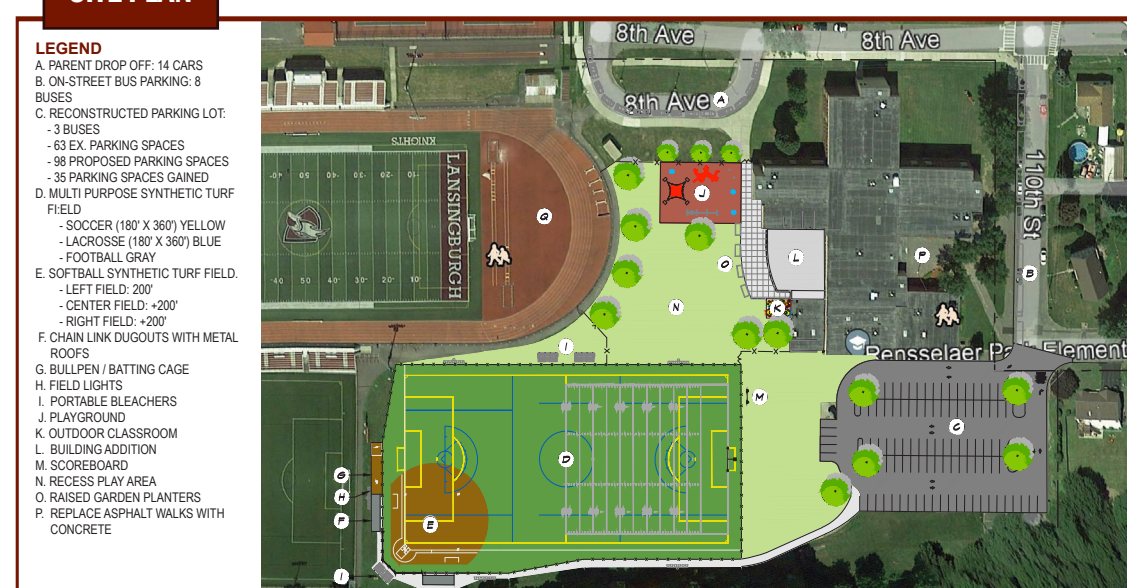 SITE PLAN
LEGEND
A. PARENT DROP OFF: 14 CARS
B. ON-STREET BUS PARKING: 8
BUSES
C. RECONSTRUCTED PARKING LOT:
- 3 BUSES
- 63 EX. PARKING SPACES
- 98 PROPOSED PARKING SPACES
- 35 PARKING SPACES GAINED
D. MULTI PURPOSE SYNTHETIC TURF
FI:ELD
- SOCCER (180' X 360') YELLOW
- LACROSSE (180' X 360') BLUE
- FOOTBALL GRAY
E. SOFTBALL SYNTHETIC TURF FIELD.
- LEFT FIELD: 200'
- CENTER FIELD: +200'
- RIGHT FIELD: +200'
F. CHAIN LINK DUGOUTS WITH METAL
ROOFS
G. BULLPEN / BATTING CAGE
H. FIELD LIGHTS
I. PORTABLE BLEACHERS
J. PLAYGROUND
K. OUTDOOR CLASSROOM
L. BUILDING ADDITION
M. SCOREBOARD
N. RECESS PLAY AREA
O. RAISED GARDEN PLANTERS
P. REPLACE ASPHALT WALKS WITH
CONCRETE
8th Ave
8th Ave
8th Ave
A
KNIGHTS
LANSINGBURGH
110th St
J
Q
O
L
P
B
N
K
I
Rensselaer Park Element
M
C
D
G
H
F
E
I